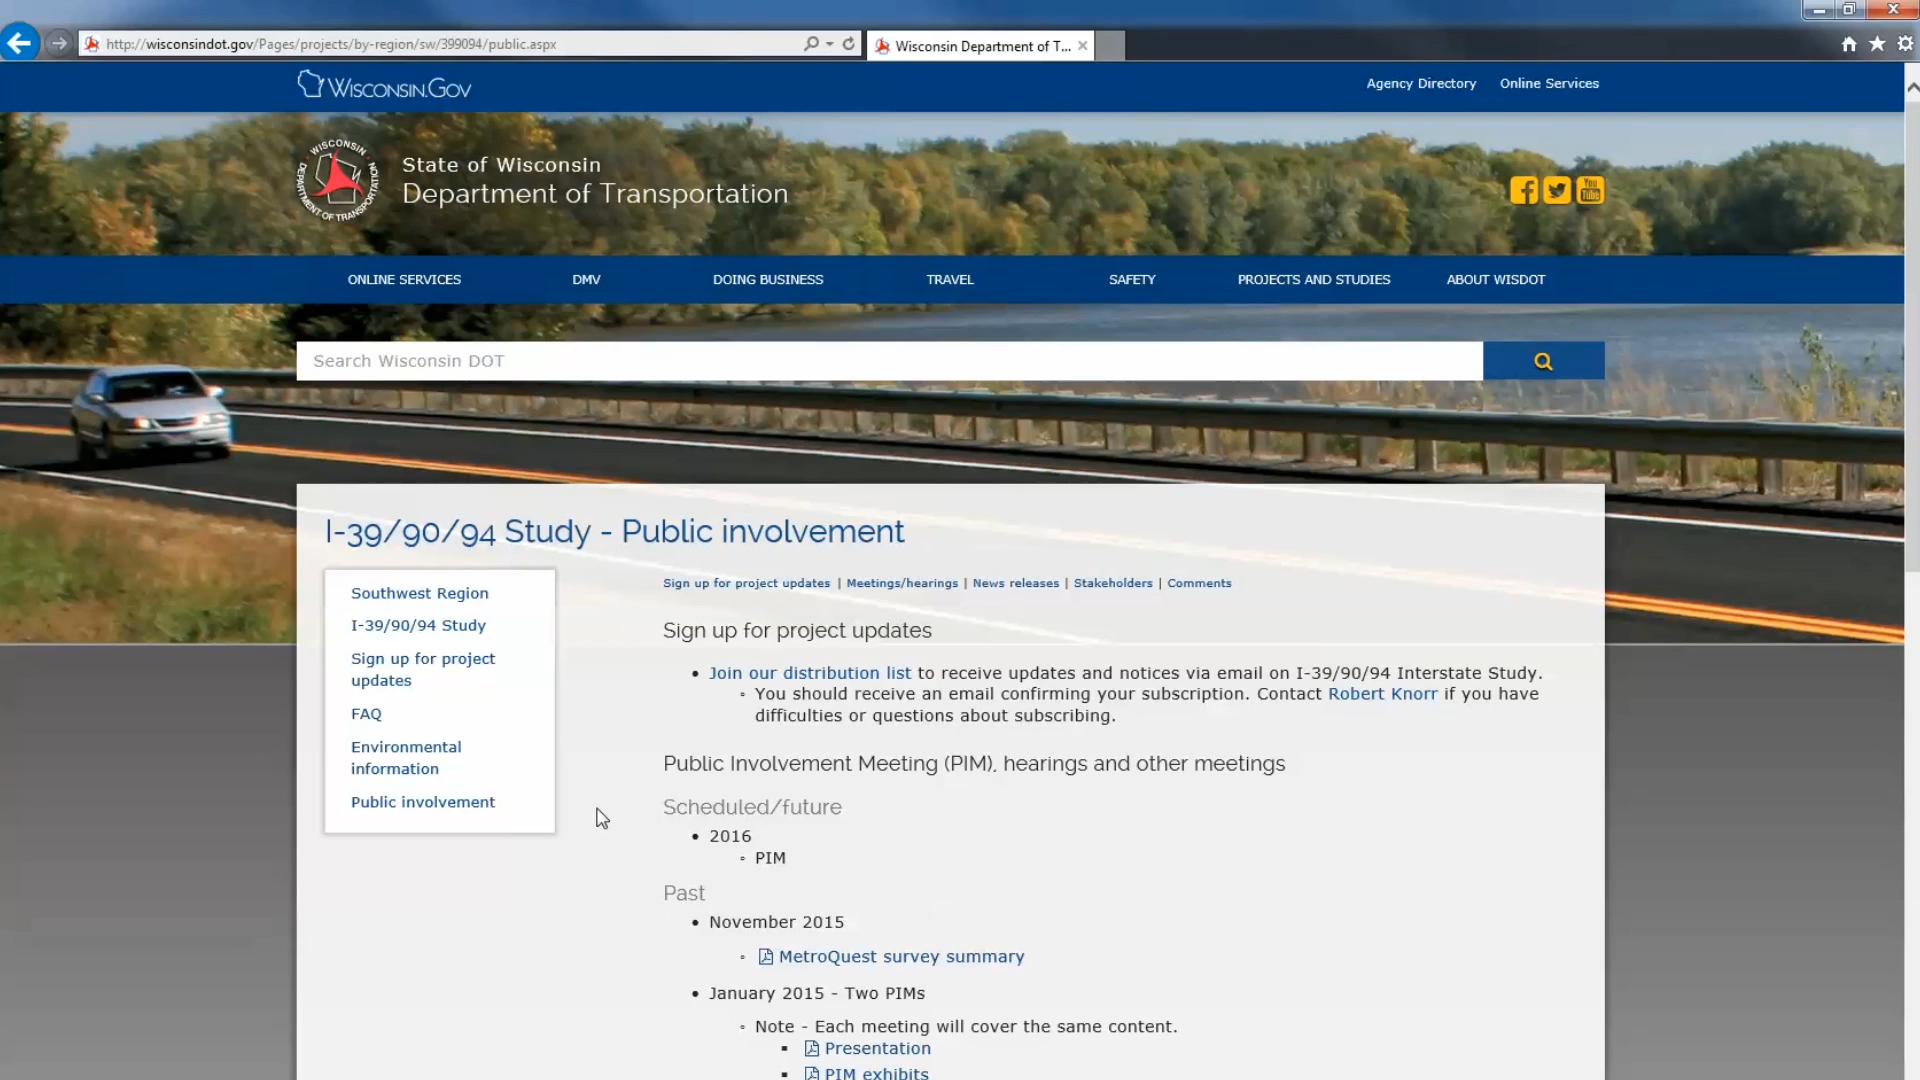 http://wisconsindot.gov/Pages/projects/by-region/sw/399094/public.aspx
Wisconsin Department of T...
WISCONSIN.GOV
Agency Directory
Online Services
WISCONSIN
DEPARTMENT OF TRANSPORTATION
State of Wisconsin
Department of Transportation
You
Tube
ONLINE SERVICES
DMV
DOING BUSINESS
TRAVEL
SAFETY
PROJECTS AND STUDIES
ABOUT WISDOT
Search Wisconsin DOT
I-39/90/94 Study - Public involvement
Southwest Region
I-39/90/94 Study
Sign up for project
updates
FAQ
Environmental
information
Public involvement
Sign up for project updates | Meetings/hearings | News releases | Stakeholders | Comments
Sign up for project updates
• Join our distribution list to receive updates and notices via email on I-39/90/94 Interstate Study.
◦ You should receive an email confirming your subscription. Contact Robert Knorr if you have
difficulties or questions about subscribing.
Public Involvement Meeting (PIM), hearings and other meetings
Scheduled/future
• 2016
◦ PIM
Past
• November 2015
◦ MetroQuest survey summary
• January 2015 - Two PIMs
◦ Note - Each meeting will cover the same content.
▪ Presentation
▪ PIM exhibits